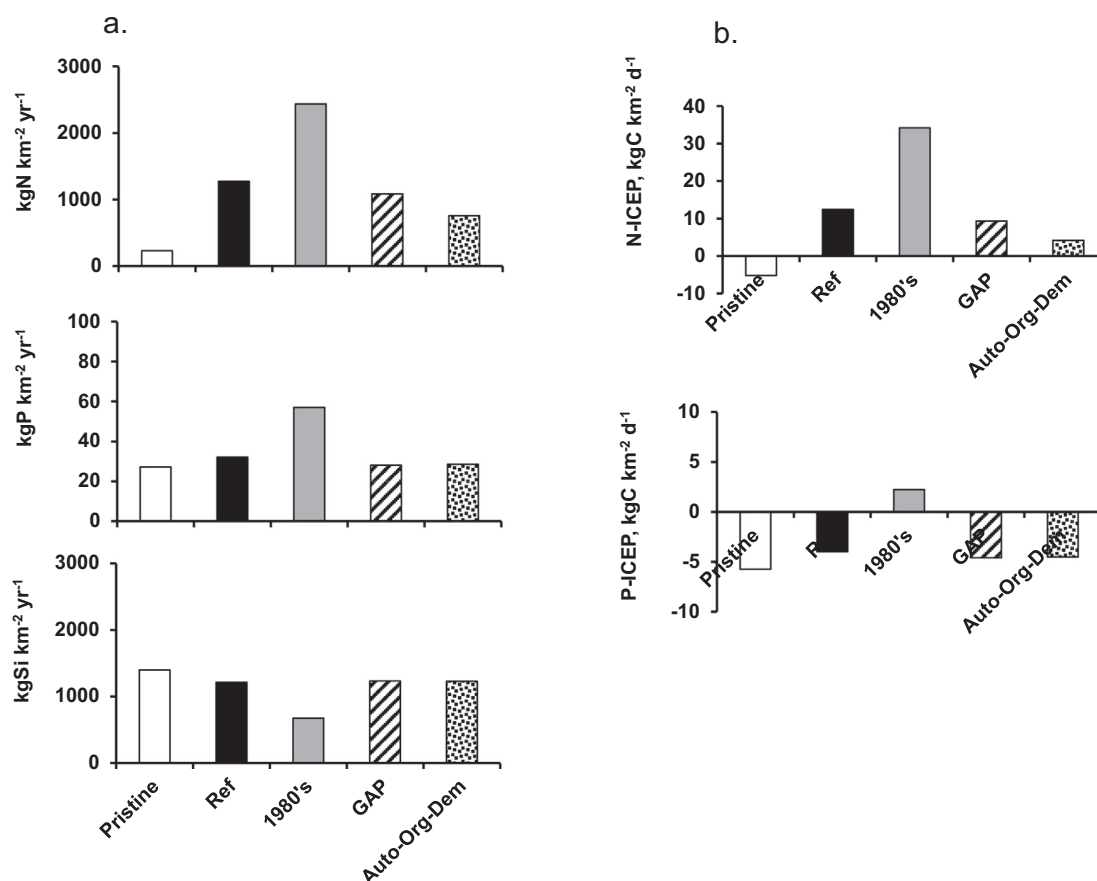 a.
kgN km-2 yr-1
3000
2000
1000
0
kgP km-2 yr-1
100
80
60
40
20
0
kgSi km-2 yr-1
3000
2000
1000
0
Pristine
Ref
1980's
GAP
Auto-Org-Dem
b.
N-ICEP, kgC km-2 d-1
40
30
20
10
0
-10
Pristine
Ref
1980's
GAP
Auto-Org-Dem
P-ICEP, kgC km-2 d-1
10
5
0
-5
-10
Pristine
1980's
GAP
Auto-Org-Dem